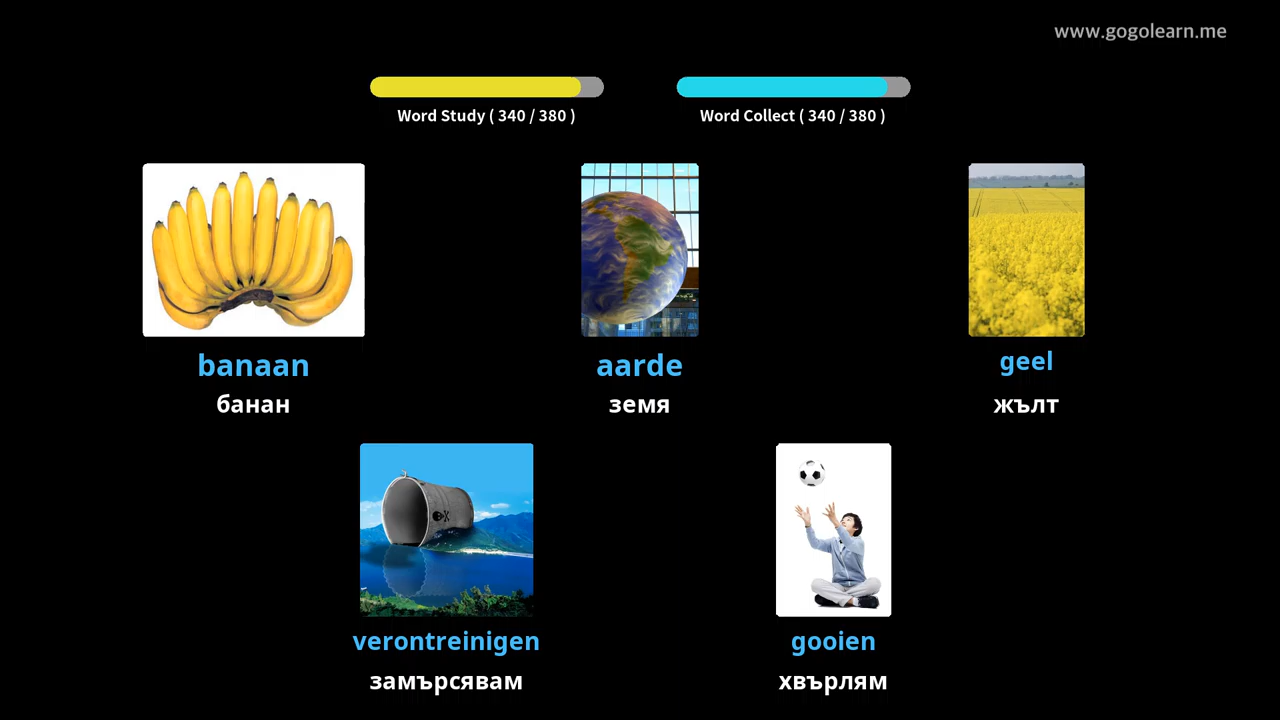 www.gogolearn.me
Word Study ( 340 / 380 )
Word Collect ( 340 / 380 )
banaan
банан
aarde
земя
geel
жълт
verontreinigen
замърсявам
gooien
хвърлям